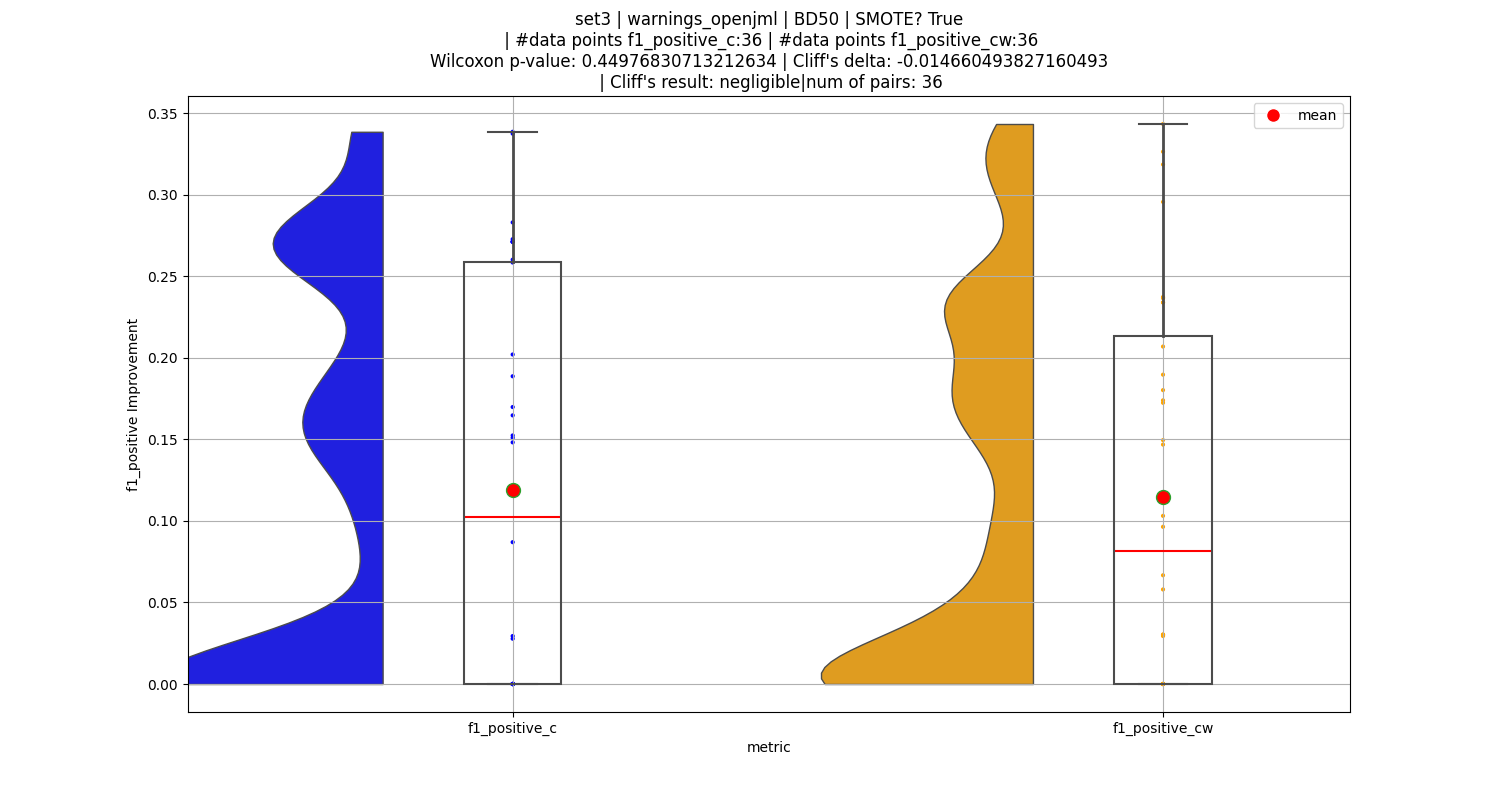 set3 | warnings_openjml | BD50 | SMOTE? True
| #data points f1_positive_c:36 | #data points f1_positive_cw:36
Wilcoxon p-value: 0.44976830713212634 | Cliff's delta: -0.014660493827160493
| Cliff's result: negligible|num of pairs: 36
mean
0.35
0.30
0.25
0.20
0.15
0.10
0.05
0.00
f1_positive Improvement
f1_positive_c
f1_positive_cw
metric